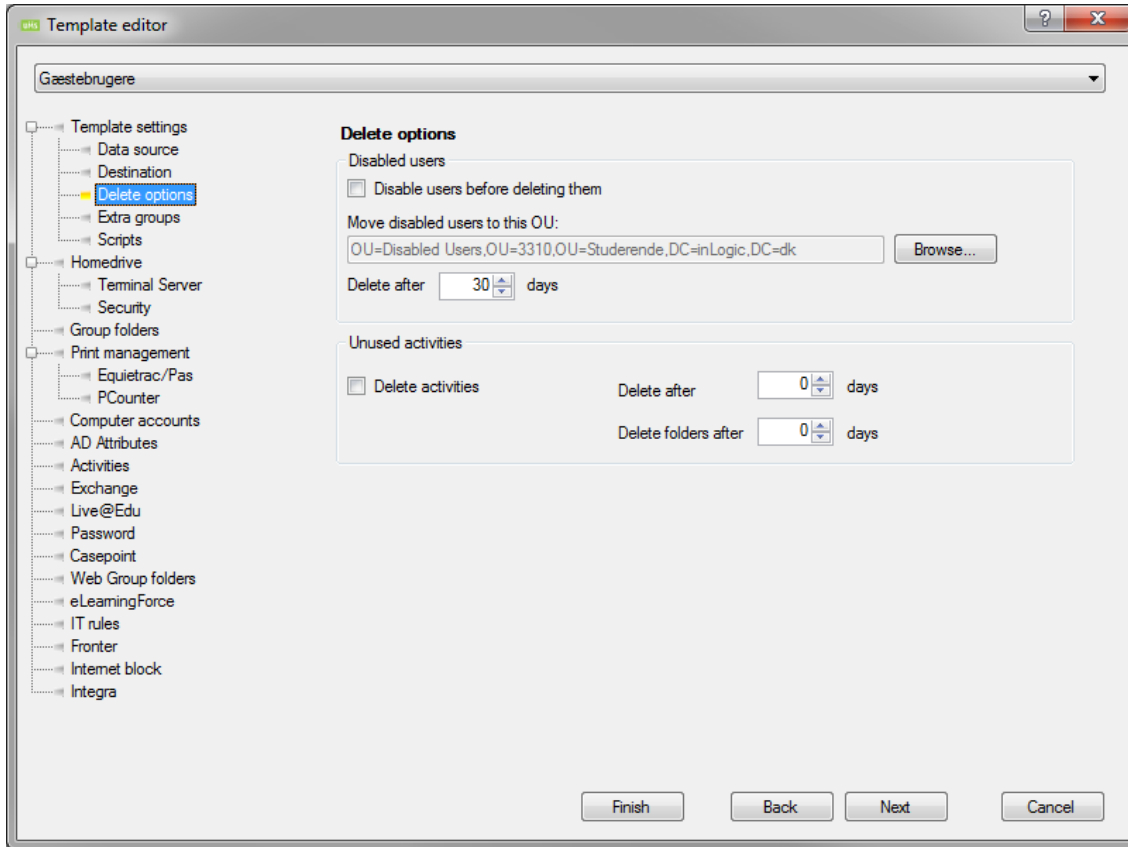 uMS Template editor
Gæstebrugere
Template settings
Data source
Destination
Delete options
Extra groups
Scripts
Homedrive
Terminal Server
Security
Group folders
Print management
Equietrac/Pas
PCounter
Computer accounts
AD Attributes
Activities
Exchange
Live@Edu
Password
Casepoint
Web Group folders
eLearningForce
IT rules
Fronter
Internet block
Integra
Delete options
Disabled users
Disable users before deleting them
Move disabled users to this OU:
OU=Disabled Users,OU=3310,OU=Studerende,DC=inLogic,DC=dk Browse...
Delete after 30 days
Unused activities
Delete activities Delete after 0 days
Delete folders after 0 days
Finish Back Next Cancel